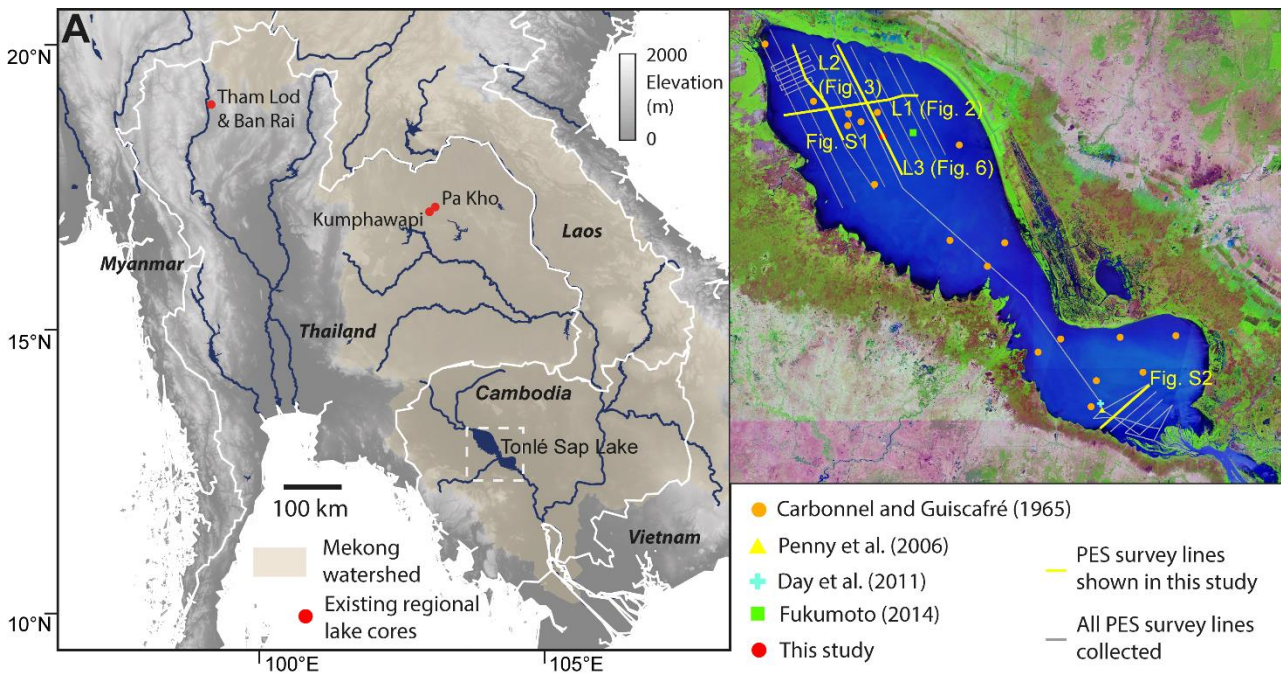 A
20°N
15°N
10°N
100°E
105°E
2000
Elevation
(m)
0
Tham Lod
& Ban Rai
Pa Kho
Kumphawapi
Laos
Myanmar
Thailand
Cambodia
Tonlé Sap Lake
Vietnam
100 km
Mekong
watershed
Existing regional
lake cores
L2
(Fig. 3)
L1 (Fig. 2)
Fig. S1
L3 (Fig. 6)
Fig. S2
Carbonnel and Guiscafré (1965)
Penny et al. (2006)
Day et al. (2011)
Fukumoto (2014)
This study
PES survey lines
shown in this study
All PES survey lines
collected